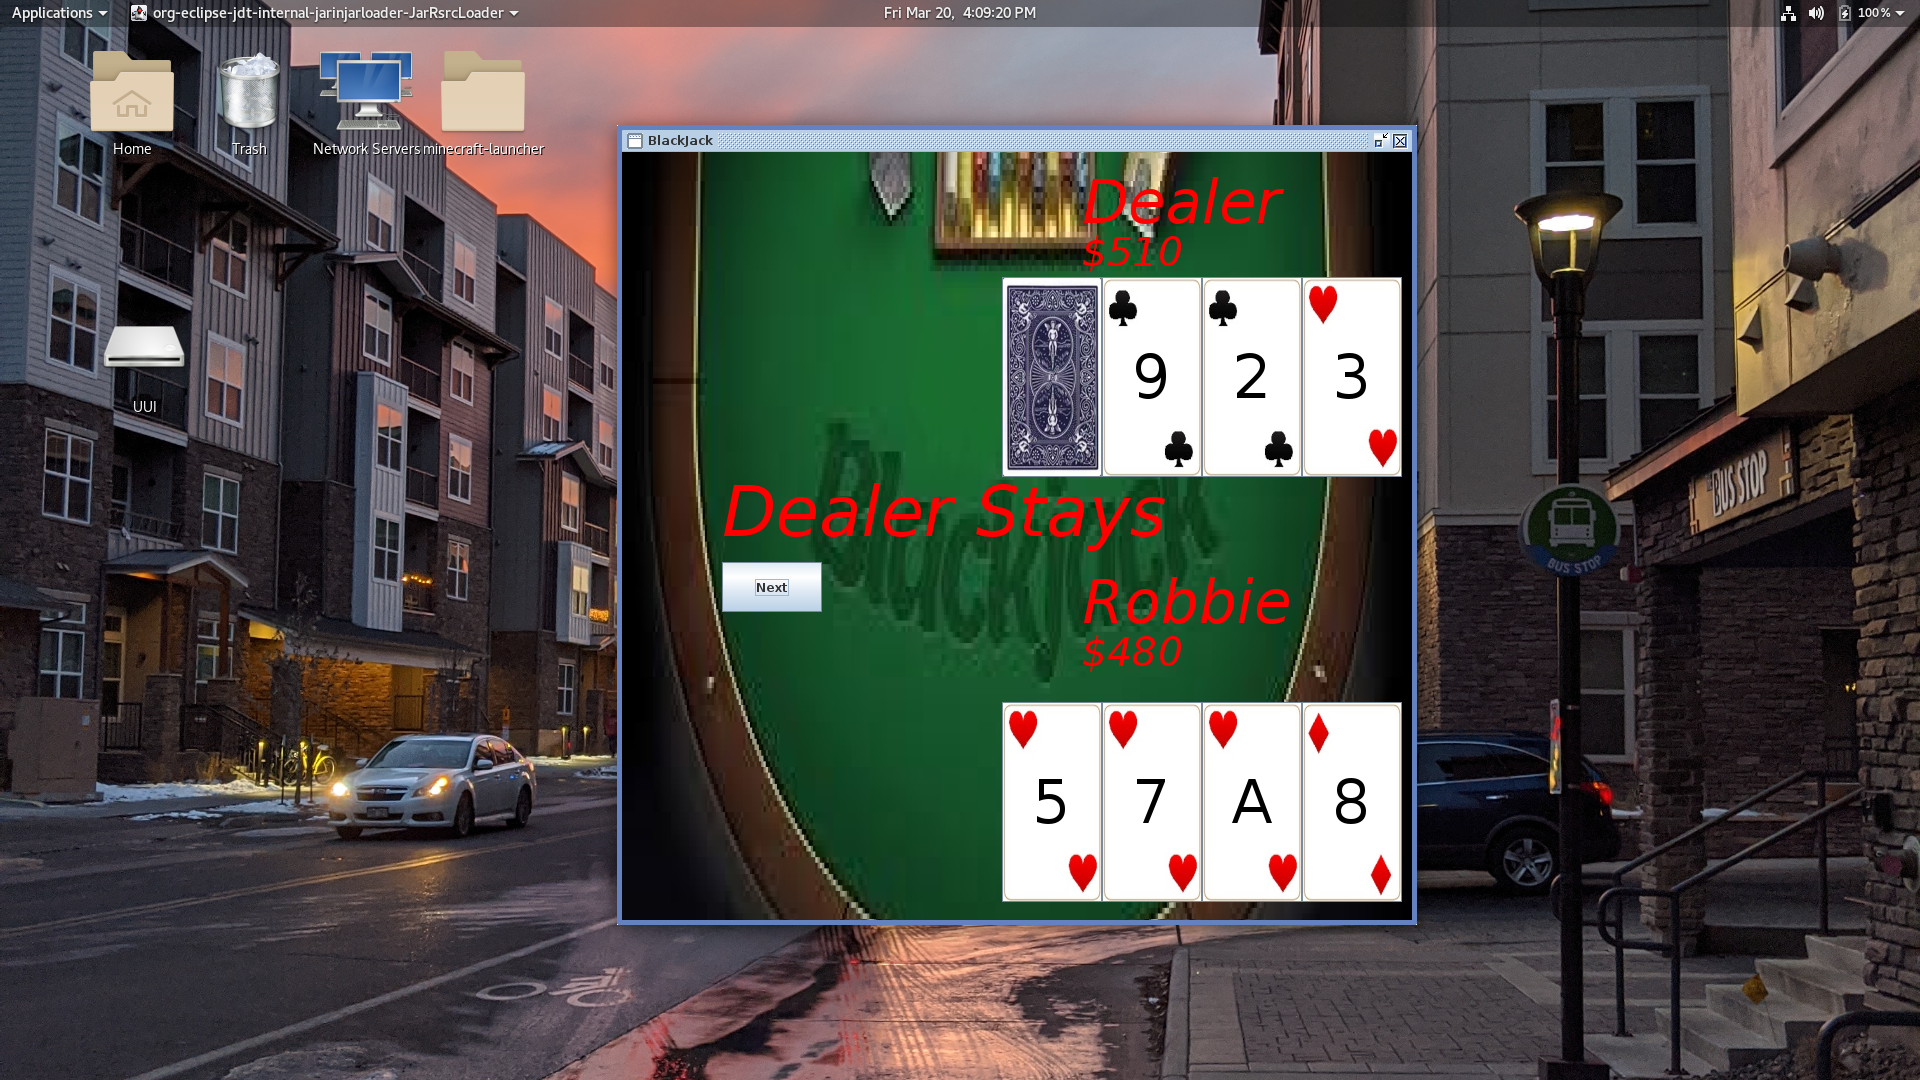 Applications org-eclipse-jdt-internal-jarinjarloader-JarRsrcLoader Fri Mar 20, 4:09:20 PM 100%
Home Trash Network Servers minecraft-launcher
UUI
BlackJack
Dealer
$510
9 2 3
Dealer Stays
Blackjack
Next
Robbie
$480
5 7 A 8
BUS STOP
BUS STOP